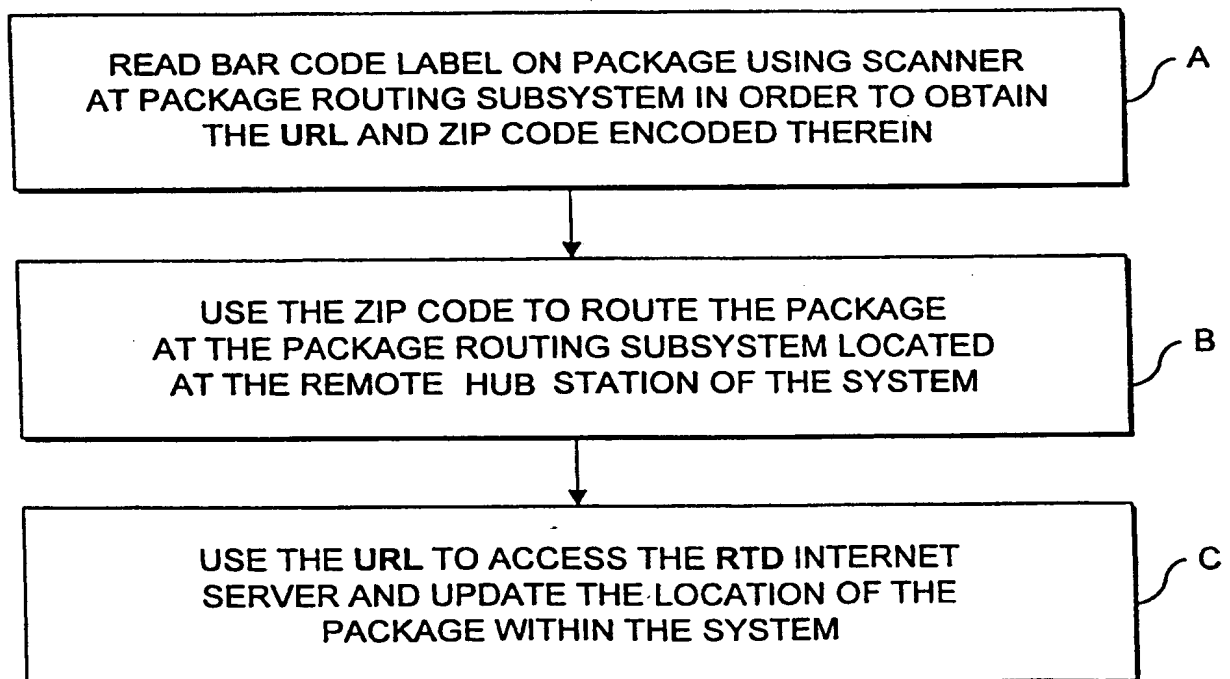 READ BAR CODE LABEL ON PACKAGE USING SCANNER
AT PACKAGE ROUTING SUBSYSTEM IN ORDER TO OBTAIN
THE URL AND ZIP CODE ENCODED THEREIN
A
USE THE ZIP CODE TO ROUTE THE PACKAGE
AT THE PACKAGE ROUTING SUBSYSTEM LOCATED
AT THE REMOTE HUB STATION OF THE SYSTEM
B
USE THE URL TO ACCESS THE RTD INTERNET
SERVER AND UPDATE THE LOCATION OF THE
PACKAGE WITHIN THE SYSTEM
C